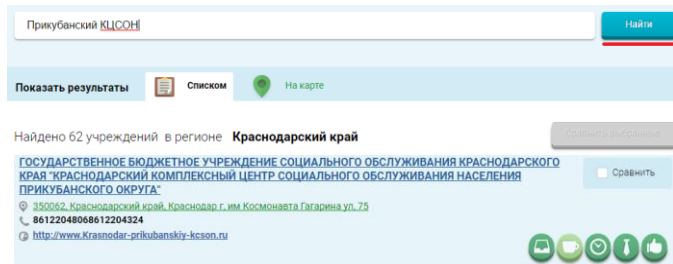 Прикубанский КЦСОН
Найти
Показать результаты Списком На карте
Найдено 62 учреждений в регионе Краснодарский край
Сравнить выбранные
ГОСУДАРСТВЕННОЕ БЮДЖЕТНОЕ УЧРЕЖДЕНИЕ СОЦИАЛЬНОГО ОБСЛУЖИВАНИЯ КРАСНОДАРСКОГО
КРАЯ "КРАСНОДАРСКИЙ КОМПЛЕКСНЫЙ ЦЕНТР СОЦИАЛЬНОГО ОБСЛУЖИВАНИЯ НАСЕЛЕНИЯ
ПРИКУБАНСКОГО ОКРУГА"
Сравнить
350062, Краснодарский край, Краснодар г, им Космонавта Гагарина ул, 75
86122048068612204324
http://www.Krasnodar-prikubanskiy-kcson.ru